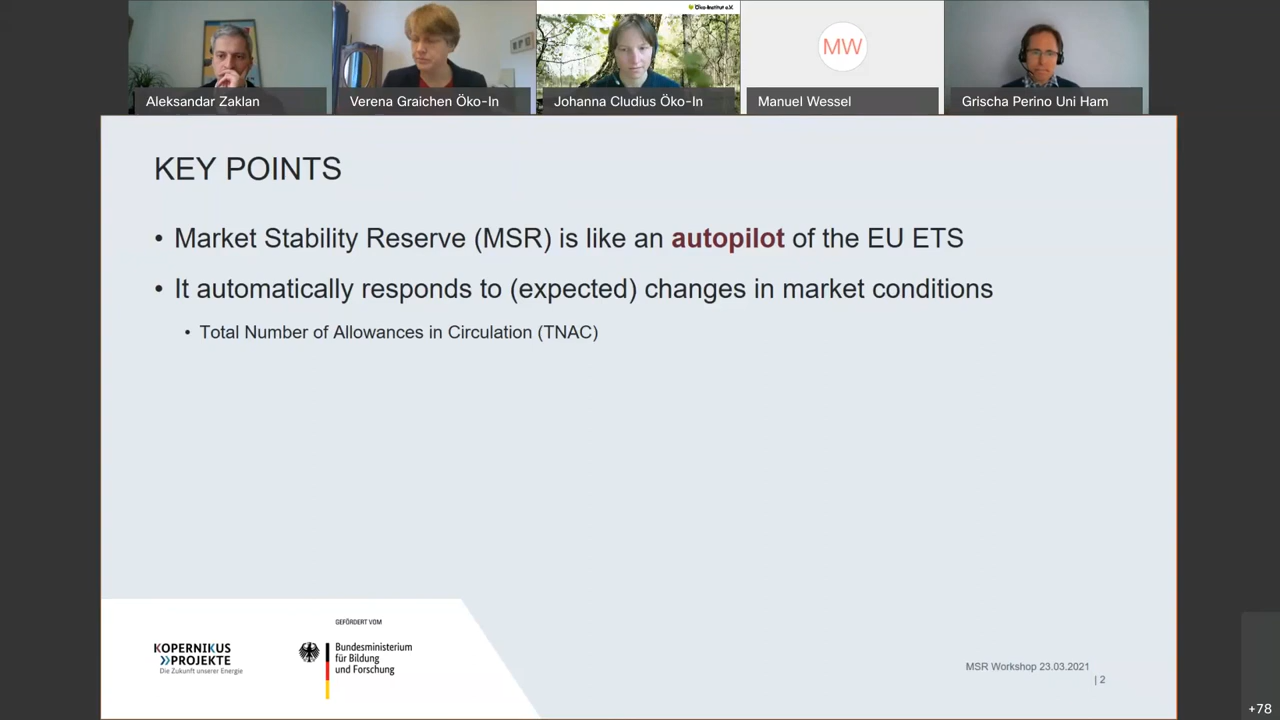 Öko-Institut e.V.
MW
Aleksandar Zaklan
Verena Graichen Öko-In
Johanna Cludius Öko-In
Manuel Wessel
Grischa Perino Uni Ham
KEY POINTS
• Market Stability Reserve (MSR) is like an autopilot of the EU ETS
• It automatically responds to (expected) changes in market conditions
• Total Number of Allowances in Circulation (TNAC)
KOPERNIKUS
»PROJEKTE
Die Zukunft unserer Energie
GEFÖRDERT VOM
Bundesministerium
für Bildung
und Forschung
MSR Workshop 23.03.2021
| 2
+78